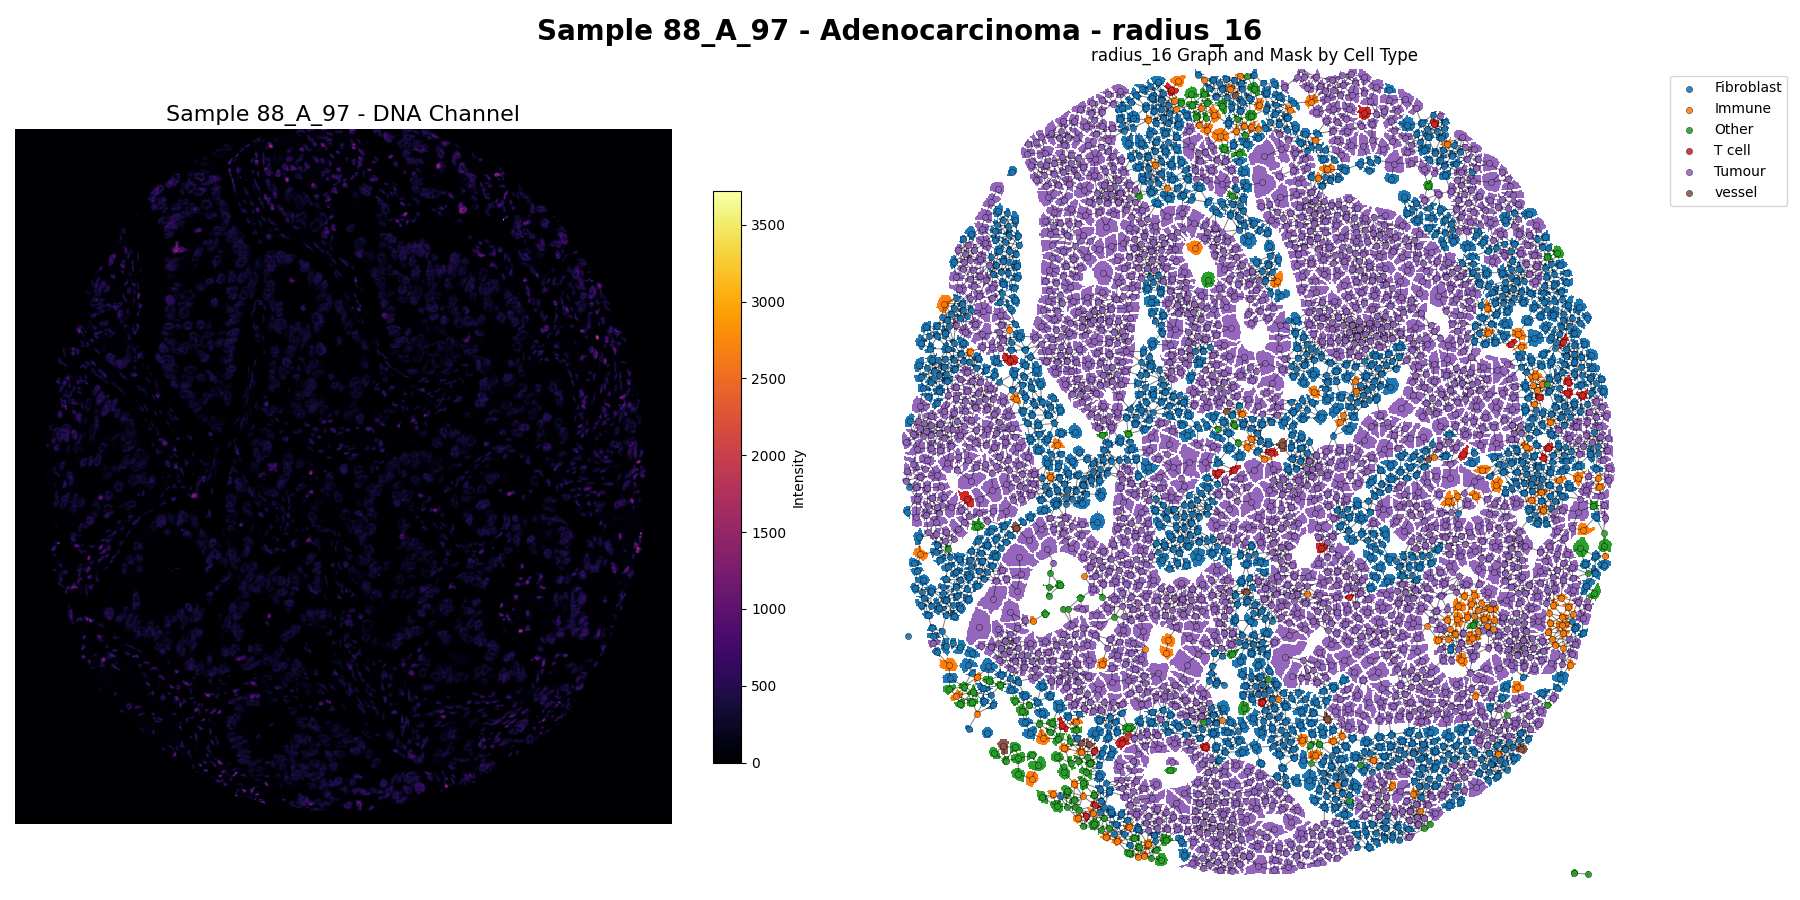 Sample 88_A_97 - Adenocarcinoma - radius_16
radius_16 Graph and Mask by Cell Type
Sample 88_A_97 - DNA Channel
3500
3000
2500
2000
1500
1000
500
0
Intensity
Fibroblast
Immune
Other
T cell
Tumour
vessel